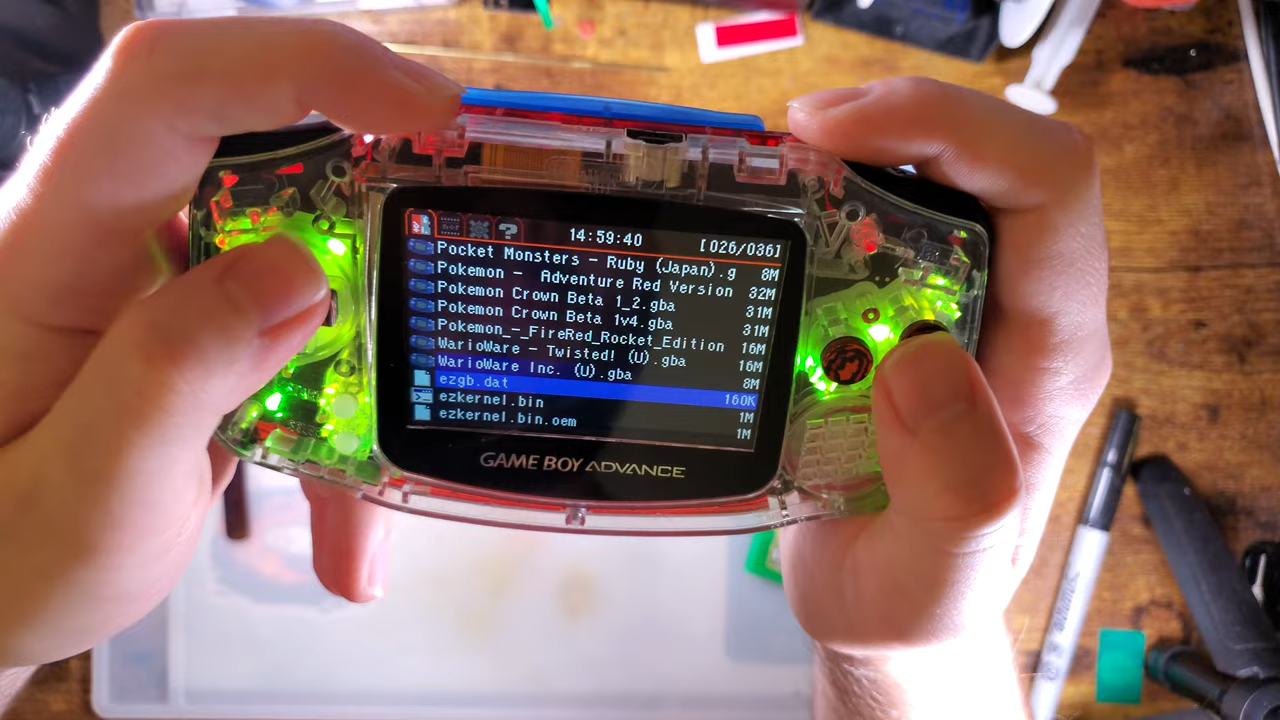 14:59:40 [026/036]
Pocket Monsters - Ruby (Japan).g 8M
Pokemon - Adventure Red Version 32M
Pokemon Crown Beta 1_2.gba 31M
Pokemon Crown Beta 1v4.gba 31M
Pokemon_-_FireRed_Rocket_Edition 16M
WarioWare - Twisted! (U).gba 16M
WarioWare Inc. (U).gba 8M
ezgb.dat 160K
ezkernel.bin 1M
ezkernel.bin.oem 1M
GAME BOY ADVANCE